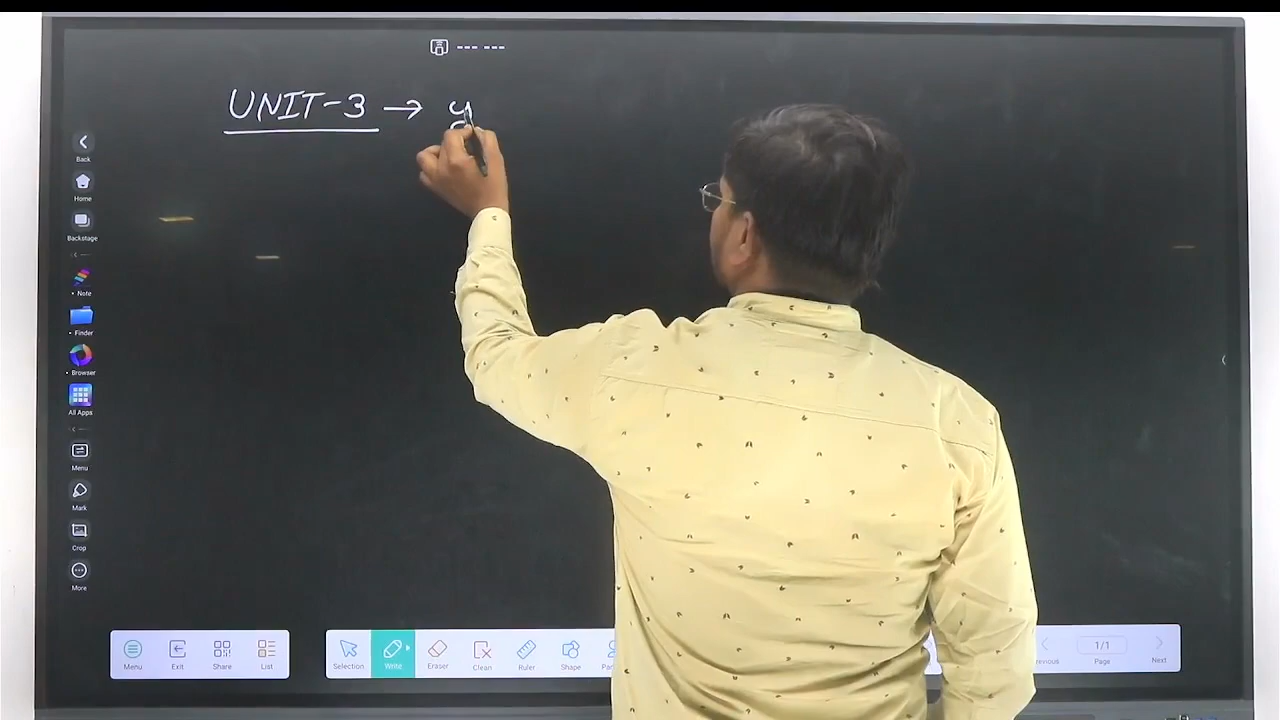 UNIT-3 →
Back
Home
Backstage
• Note
• Finder
• Browser
All Apps
Menu
Mark
Crop
More
Menu Exit Share List Selection Write Eraser Clean Ruler Shape 1/1 Page Next